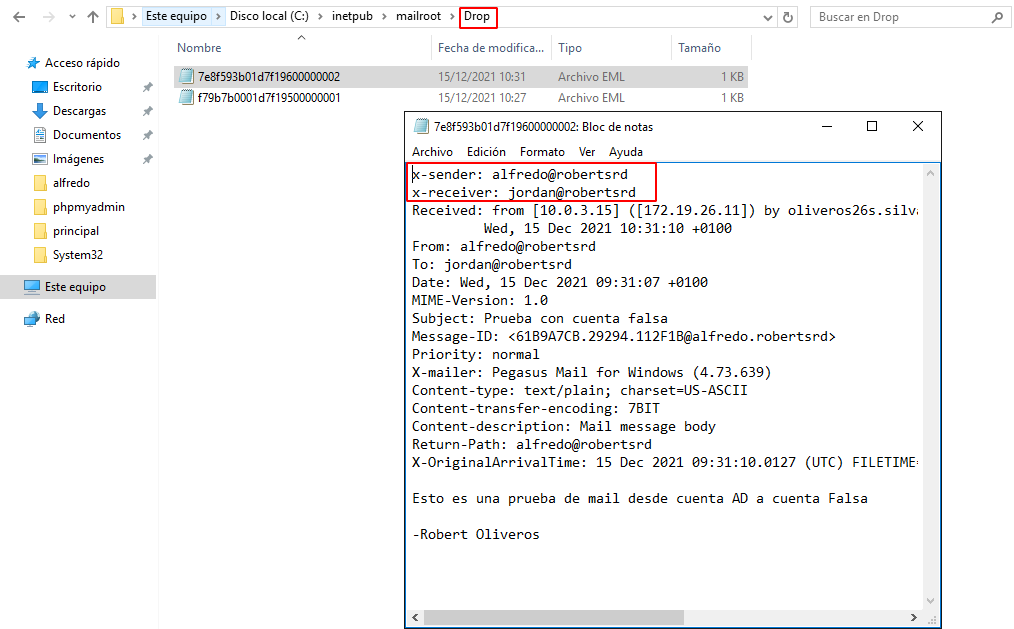 Este equipo > Disco local (C:) > inetpub > mailroot > Drop
Buscar en Drop
Nombre Fecha de modifica... Tipo Tamaño
Acceso rápido
Escritorio
Descargas
Documentos
Imágenes
alfredo
phpmyadmin
principal
System32
Este equipo
Red
7e8f593b01d7f19600000002 15/12/2021 10:31 Archivo EML 1 KB
f79b7b0001d7f19500000001 15/12/2021 10:27 Archivo EML 1 KB
7e8f593b01d7f19600000002: Bloc de notas
Archivo Edición Formato Ver Ayuda
x-sender: alfredo@robertsrd
x-receiver: jordan@robertsrd
Received: from [10.0.3.15] ([172.19.26.11]) by oliveros26s.silva
Wed, 15 Dec 2021 10:31:10 +0100
From: alfredo@robertsrd
To: jordan@robertsrd
Date: Wed, 15 Dec 2021 09:31:07 +0100
MIME-Version: 1.0
Subject: Prueba con cuenta falsa
Message-ID: <61B9A7CB.29294.112F1B@alfredo.robertsrd>
Priority: normal
X-mailer: Pegasus Mail for Windows (4.73.639)
Content-type: text/plain; charset=US-ASCII
Content-transfer-encoding: 7BIT
Content-description: Mail message body
Return-Path: alfredo@robertsrd
X-OriginalArrivalTime: 15 Dec 2021 09:31:10.0127 (UTC) FILETIME=
Esto es una prueba de mail desde cuenta AD a cuenta Falsa
-Robert Oliveros